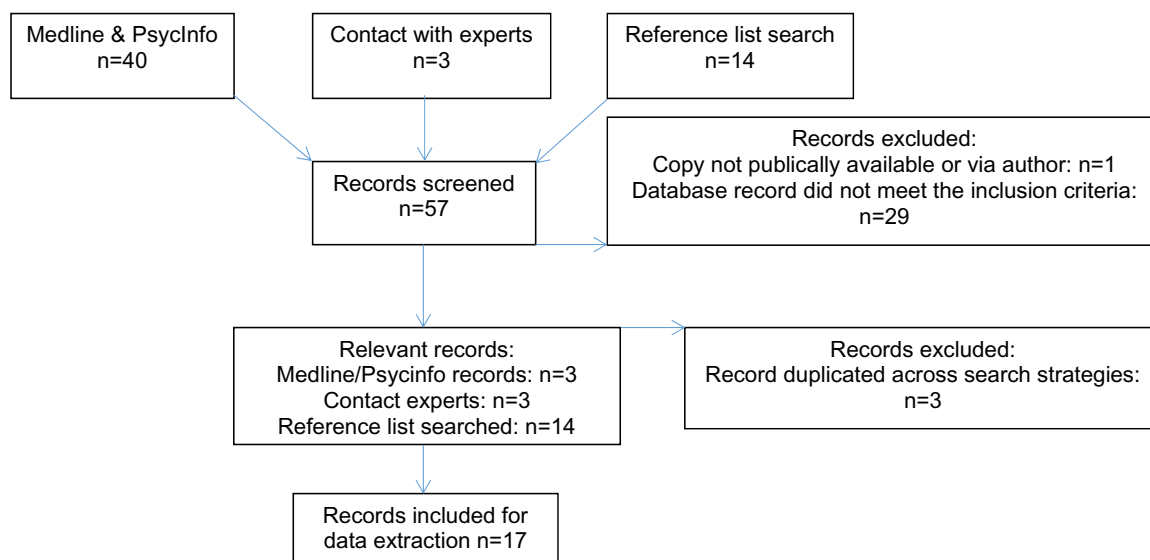 Medline & PsycInfo
n=40
Contact with experts
n=3
Reference list search
n=14
Records screened
n=57
Records excluded:
Copy not publically available or via author: n=1
Database record did not meet the inclusion criteria:
n=29
Relevant records:
Medline/Psycinfo records: n=3
Contact experts: n=3
Reference list searched: n=14
Records excluded:
Record duplicated across search strategies:
n=3
Records included for
data extraction n=17